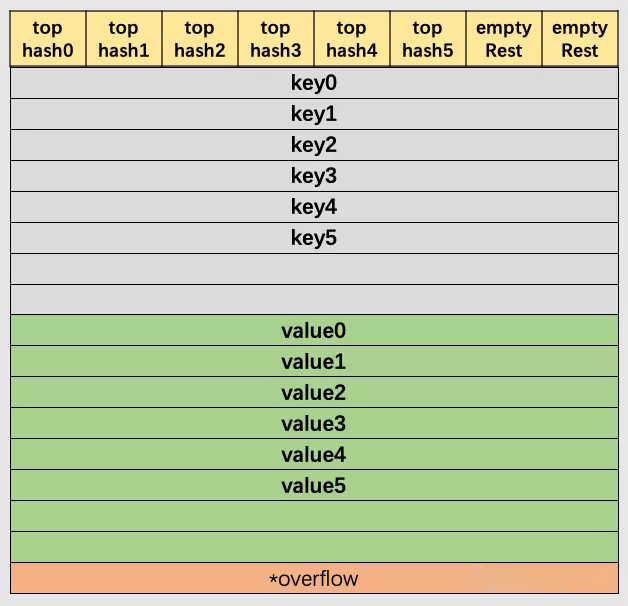 top top top top top top empty empty
hash0 hash1 hash2 hash3 hash4 hash5 Rest Rest
key0
key1
key2
key3
key4
key5
value0
value1
value2
value3
value4
value5
*overflow